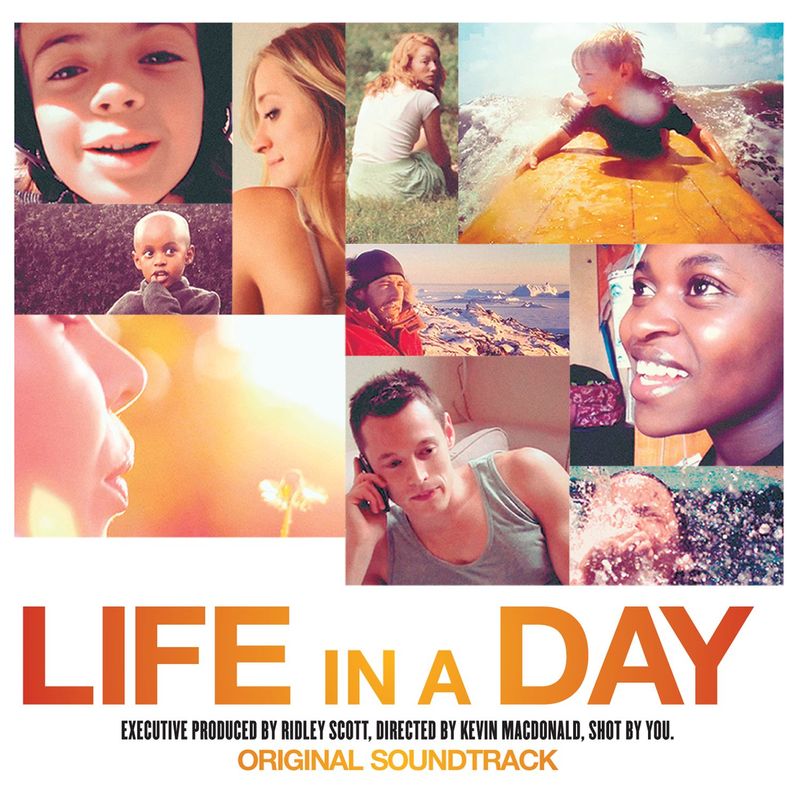 LIFE IN A DAY
EXECUTIVE PRODUCED BY RIDLEY SCOTT, DIRECTED BY KEVIN MACDONALD, SHOT BY YOU.
ORIGINAL SOUNDTRACK